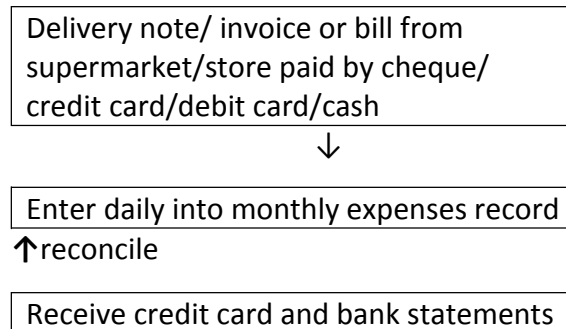 Delivery note/ invoice or bill from
supermarket/store paid by cheque/
credit card/debit card/cash
↓
Enter daily into monthly expenses record
↑reconcile
Receive credit card and bank statements